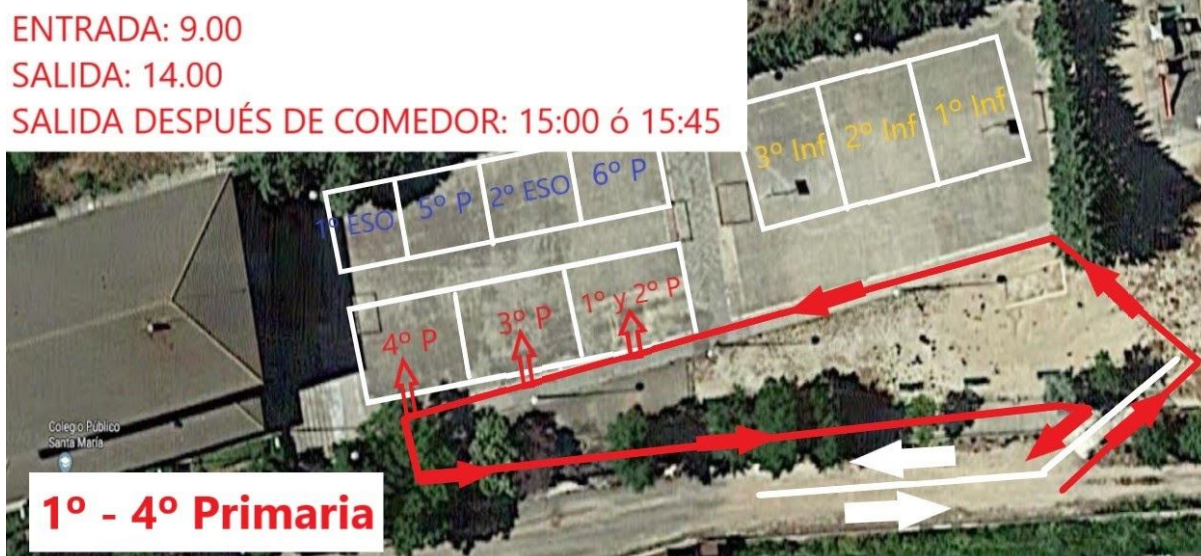 ENTRADA: 9.00
SALIDA: 14.00
SALIDA DESPUÉS DE COMEDOR: 15:00 ó 15:45
1º ESO
5º P
2º ESO
6º P
3º Inf
2º Inf
1º Inf
4º P
3º P
1º y 2º P
Colegio Público
Santa María
1º - 4º Primaria